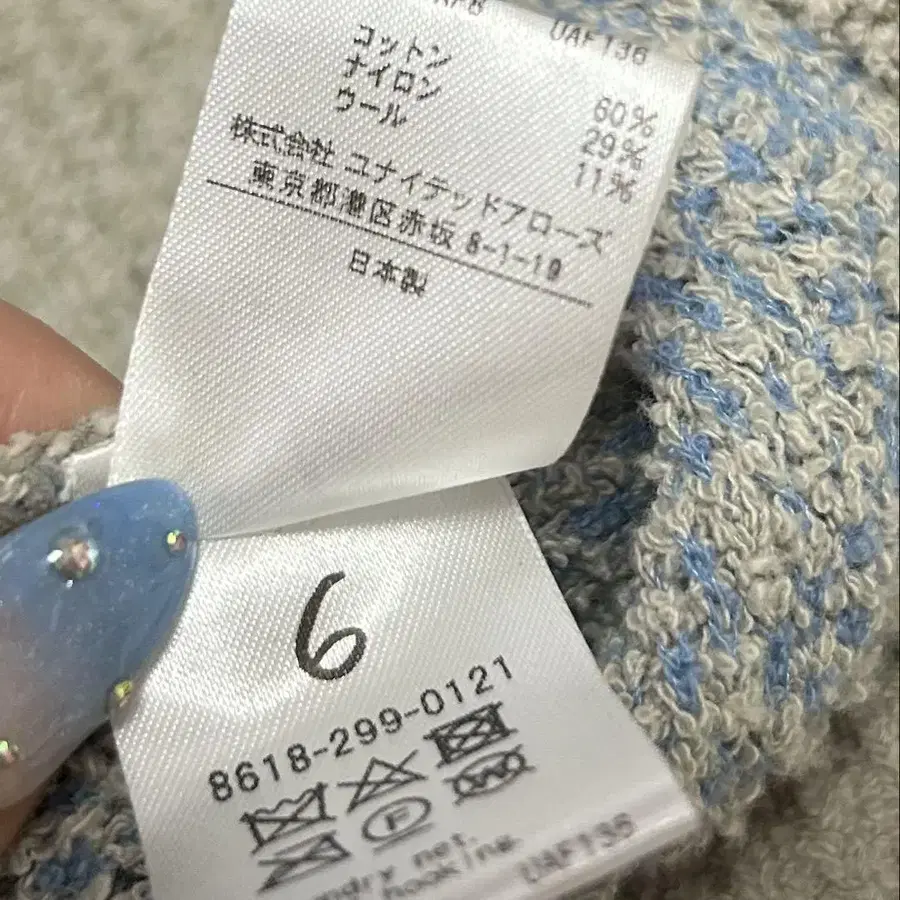 UAF136
コットン 60%
ナイロン 29%
ウール 11%
株式会社 ユナイテッドアローズ
東京都港区赤坂 8-1-19
日本製
6
8618-299-0121
F
W
net.
UAF136